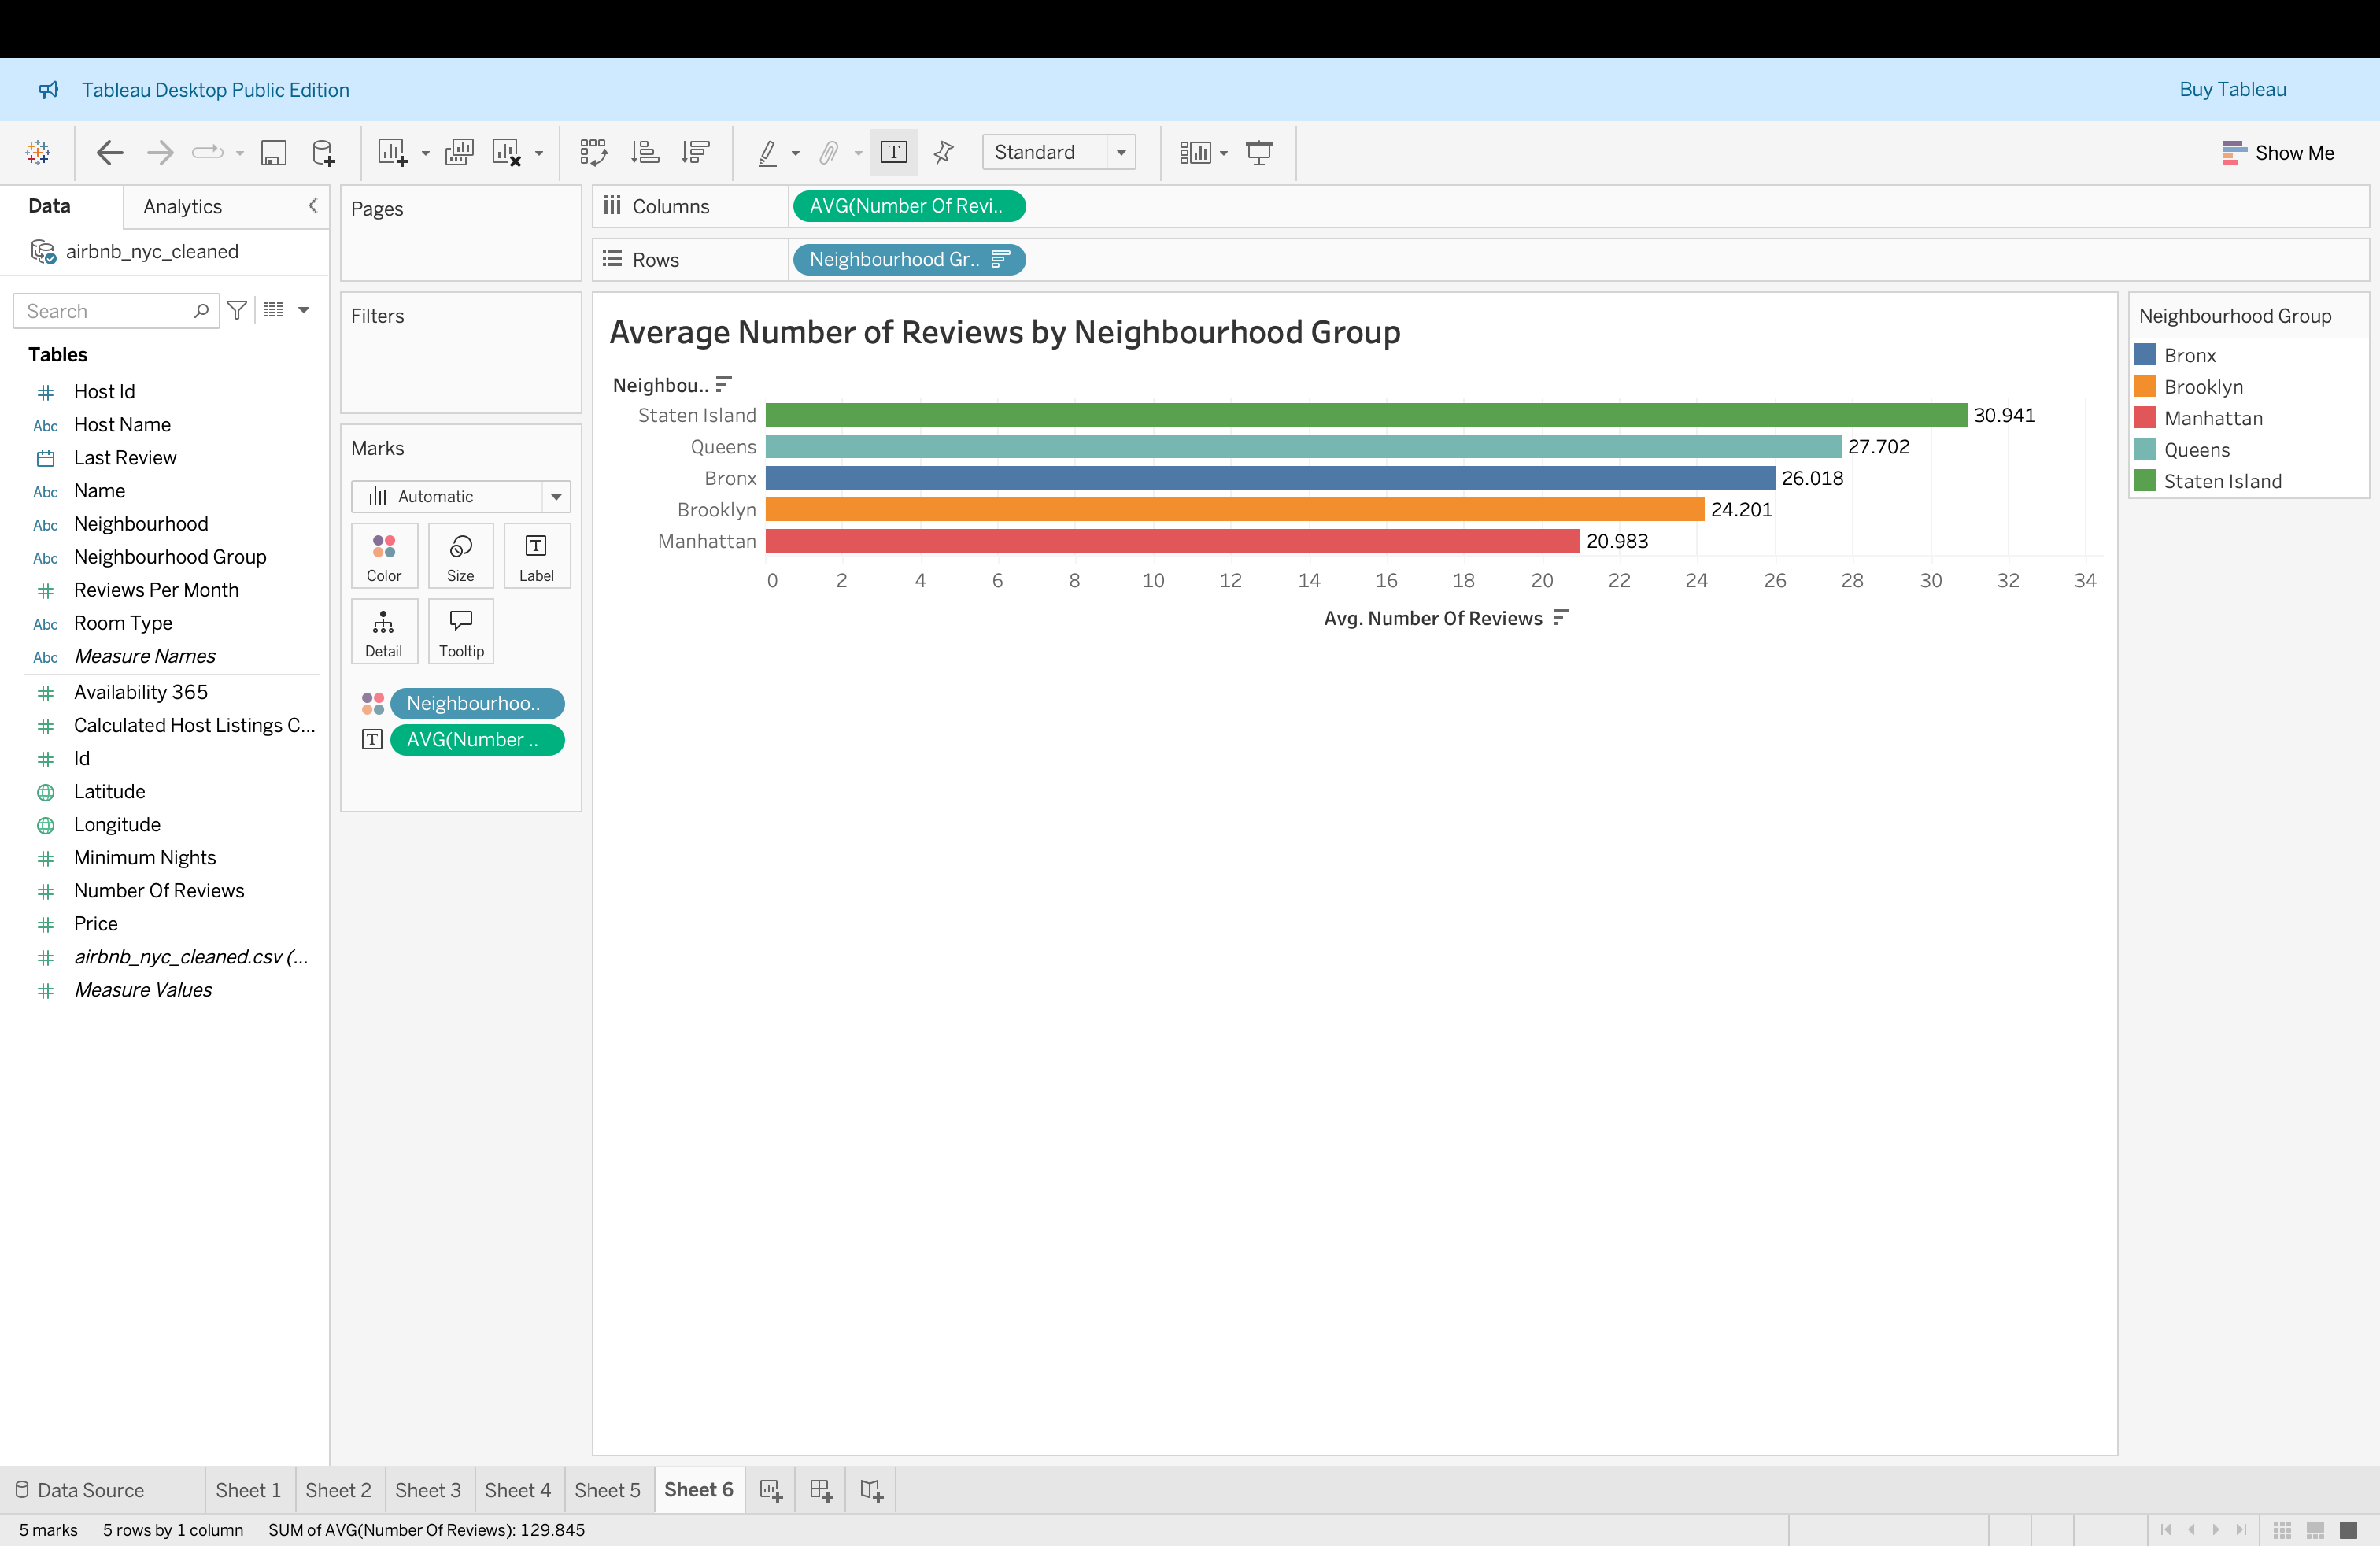 Tableau Desktop Public Edition
Buy Tableau
Standard
Show Me
Data
Analytics
airbnb_nyc_cleaned
Search
Tables
Host Id
Abc Host Name
Last Review
Abc Name
Abc Neighbourhood
Abc Neighbourhood Group
Reviews Per Month
Abc Room Type
Abc Measure Names
Availability 365
Calculated Host Listings C...
Id
Latitude
Longitude
Minimum Nights
Number Of Reviews
Price
airbnb_nyc_cleaned.csv (...
Measure Values
Pages
Filters
Marks
Automatic
Color Size Label
Detail Tooltip
Neighbourhoo..
AVG(Number ..
Columns AVG(Number Of Revi..
Rows Neighbourhood Gr..
Average Number of Reviews by Neighbourhood Group
Neighbou..
Staten Island 30.941
Queens 27.702
Bronx 26.018
Brooklyn 24.201
Manhattan 20.983
0 2 4 6 8 10 12 14 16 18 20 22 24 26 28 30 32 34
Avg. Number Of Reviews
Neighbourhood Group
Bronx
Brooklyn
Manhattan
Queens
Staten Island
Data Source Sheet 1 Sheet 2 Sheet 3 Sheet 4 Sheet 5 Sheet 6
5 marks 5 rows by 1 column SUM of AVG(Number Of Reviews): 129.845